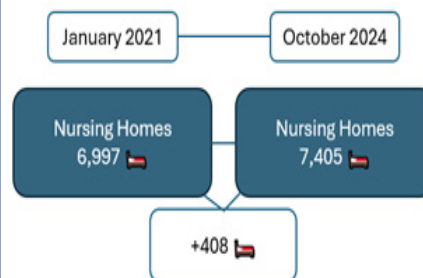 January 2021
October 2024
Nursing Homes
6,997
Nursing Homes
7,405
+408